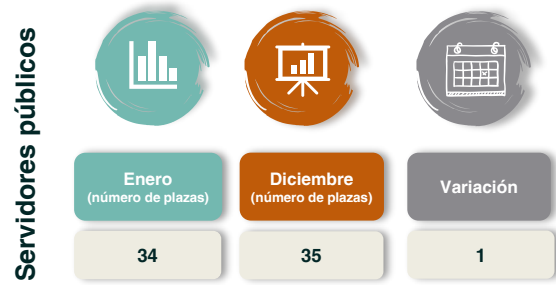 Servidores públicos
Enero
(número de plazas)
Diciembre
(número de plazas)
Variación
34
35
1